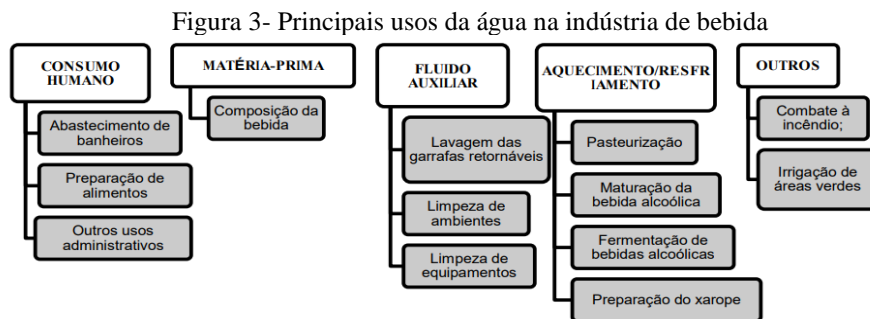 Figura 3- Principais usos da água na indústria de bebida
CONSUMO
HUMANO
Abastecimento de
banheiros
Preparação de
alimentos
Outros usos
administrativos
MATÉRIA-PRIMA
Composição da
bebida
FLUIDO
AUXILIAR
Lavagem das
garrafas retornáveis
Limpeza de
ambientes
Limpeza de
equipamentos
AQUECIMENTO/RESFR
IAMENTO
Pasteurização
Maturação da
bebida alcoólica
Fermentação de
bebidas alcoólicas
Preparação do xarope
OUTROS
Combate à
incêndio;
Irrigação de
áreas verdes